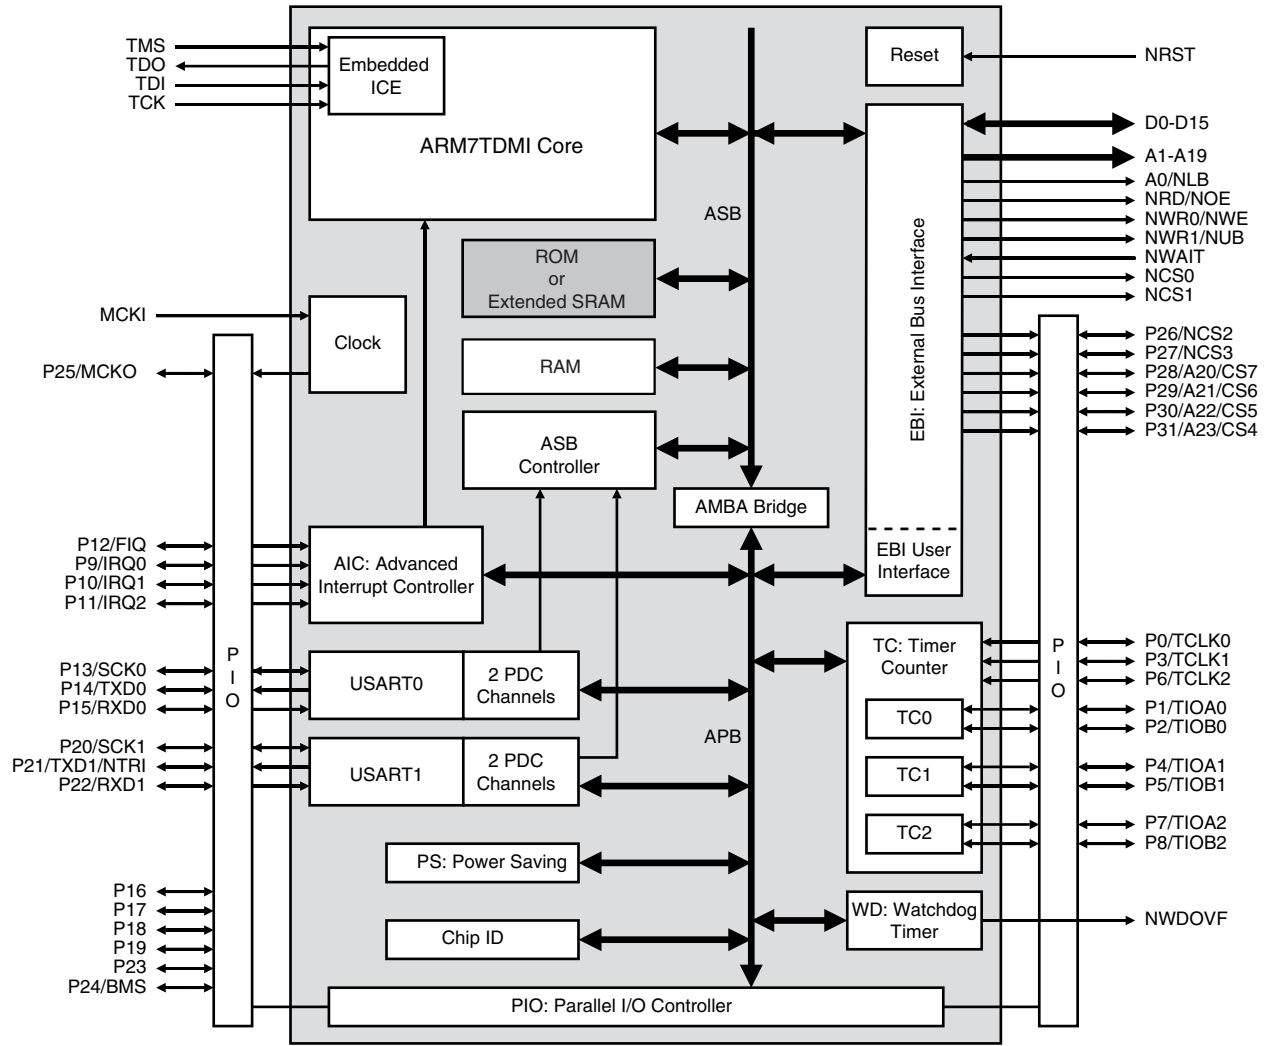 TMS
TDO
TDI
TCK
Embedded
ICE
ARM7TDMI Core
Reset
NRST
D0-D15
A1-A19
A0/NLB
NRD/NOE
NWR0/NWE
NWR1/NUB
NWAIT
NCS0
NCS1
ASB
EBI: External Bus Interface
ROM
or
Extended SRAM
MCKI
Clock
P25/MCKO
RAM
ASB
Controller
P26/NCS2
P27/NCS3
P28/A20/CS7
P29/A21/CS6
P30/A22/CS5
P31/A23/CS4
AMBA Bridge
P12/FIQ
P9/IRQ0
P10/IRQ1
P11/IRQ2
AIC: Advanced
Interrupt Controller
EBI User
Interface
P
I
O
P13/SCK0
P14/TXD0
P15/RXD0
USART0
2 PDC
Channels
P20/SCK1
P21/TXD1/NTRI
P22/RXD1
USART1
2 PDC
Channels
APB
TC: Timer
Counter
TC0
TC1
TC2
P
I
O
P0/TCLK0
P3/TCLK1
P6/TCLK2
P1/TIOA0
P2/TIOB0
P4/TIOA1
P5/TIOB1
P7/TIOA2
P8/TIOB2
PS: Power Saving
P16
P17
P18
P19
P23
P24/BMS
Chip ID
WD: Watchdog
Timer
NWDOVF
PIO: Parallel I/O Controller